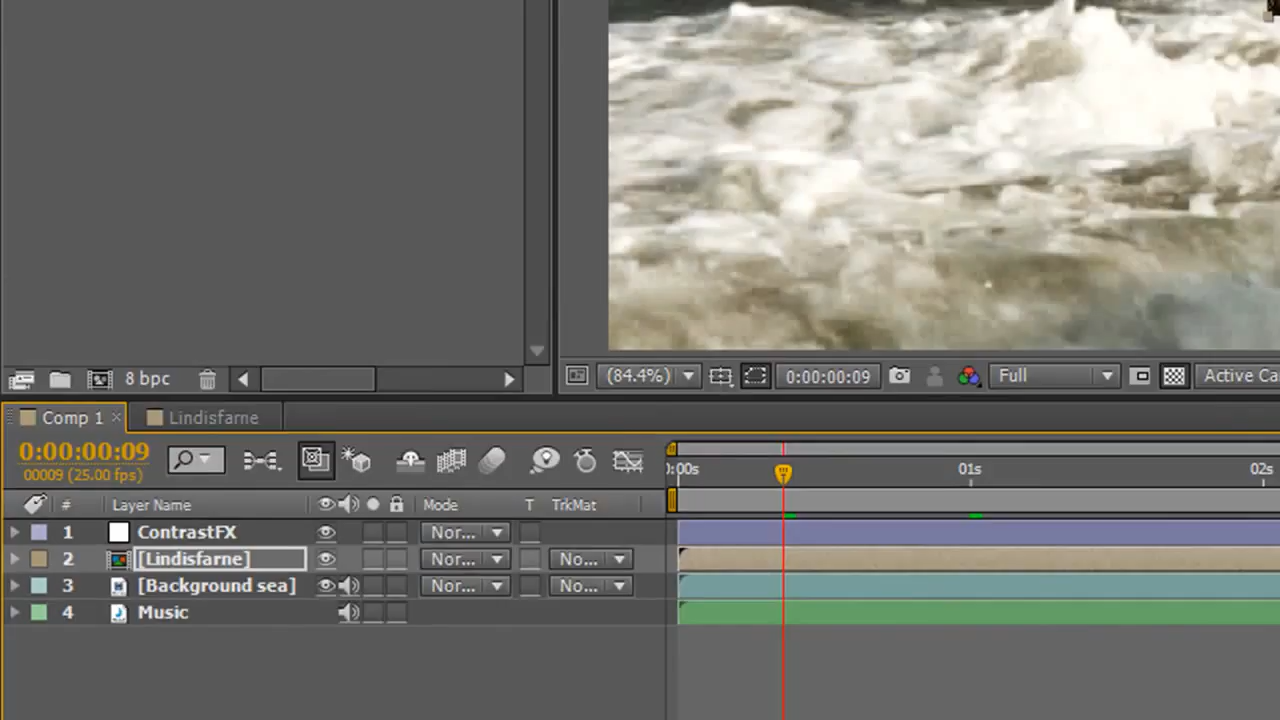 8 bpc
(84.4%)
0:00:00:09
Full
Active Ca
Comp 1
Lindisfarne
0:00:00:09
00009 (25.00 fps)
:00s
01s
02s
#
Layer Name
Mode
T
TrkMat
1
ContrastFX
Nor...
2
[Lindisfarne]
Nor...
No...
3
[Background sea]
Nor...
No...
4
Music